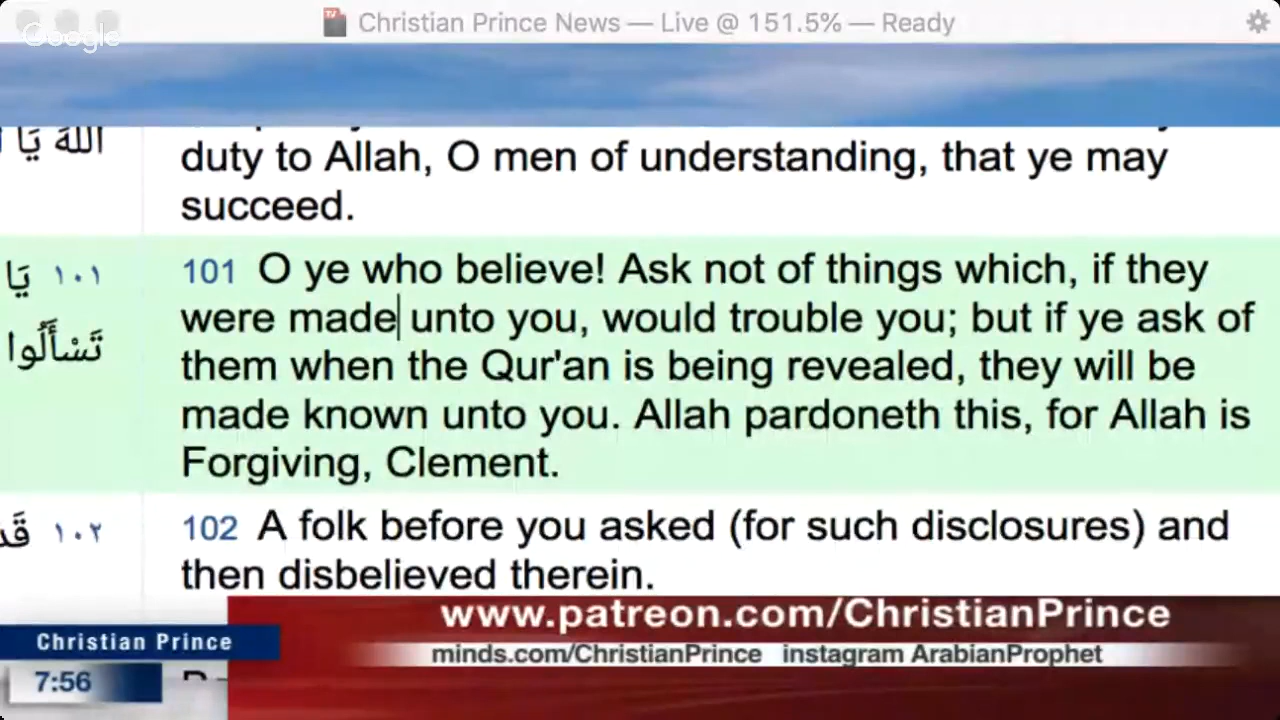 Google
Christian Prince News — Live @ 151.5% — Ready
اللهَ يَا
duty to Allah, O men of understanding, that ye may
succeed.
١٠١ يَا
101 O ye who believe! Ask not of things which, if they
were made unto you, would trouble you; but if ye ask of
تَسْأَلُوا
them when the Qur'an is being revealed, they will be
made known unto you. Allah pardoneth this, for Allah is
Forgiving, Clement.
١٠٢
102 A folk before you asked (for such disclosures) and
then disbelieved therein.
www.patreon.com/ChristianPrince
Christian Prince
minds.com/ChristianPrince instagram ArabianProphet
7:56